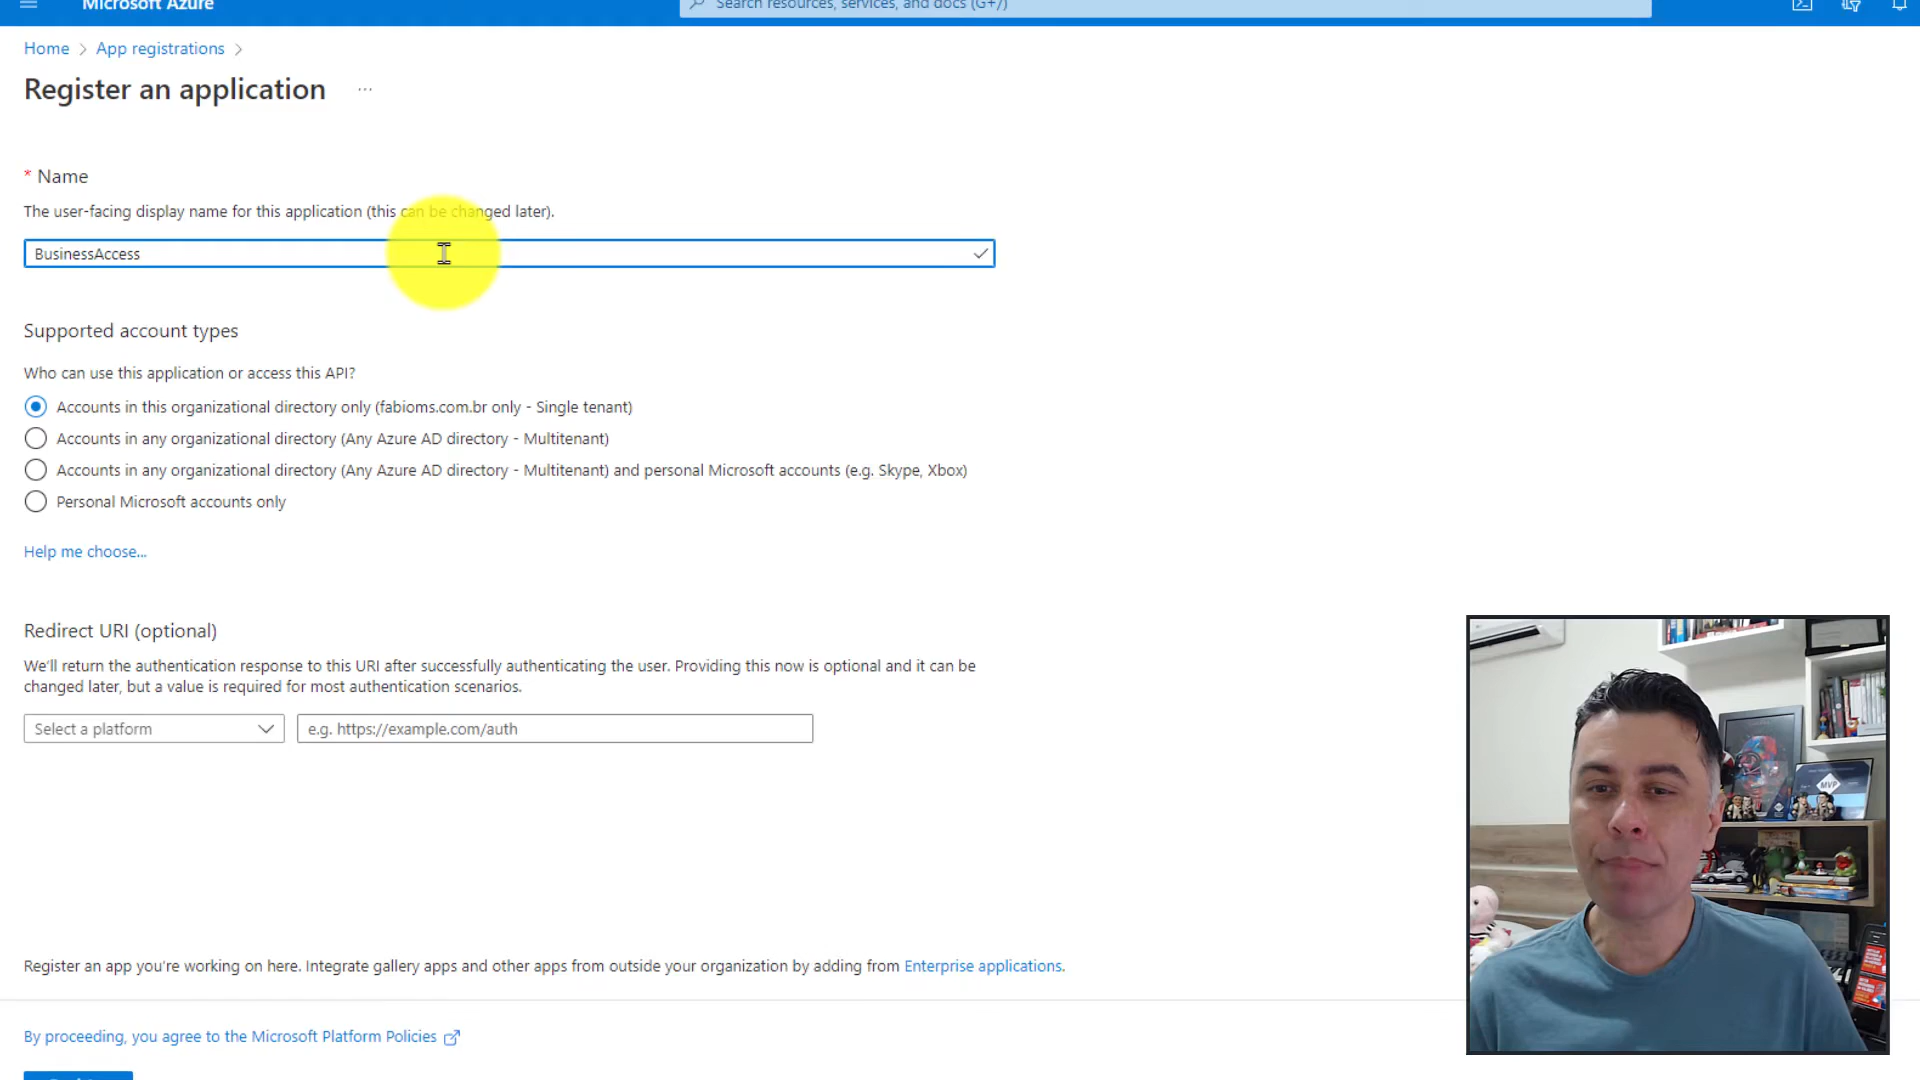 Microsoft Azure
Search resources, services, and docs (G+/)
Home > App registrations >
Register an application ...
* Name
The user-facing display name for this application (this can be changed later).
BusinessAccess
Supported account types
Who can use this application or access this API?
Accounts in this organizational directory only (fabioms.com.br only - Single tenant)
Accounts in any organizational directory (Any Azure AD directory - Multitenant)
Accounts in any organizational directory (Any Azure AD directory - Multitenant) and personal Microsoft accounts (e.g. Skype, Xbox)
Personal Microsoft accounts only
Help me choose...
Redirect URI (optional)
We'll return the authentication response to this URI after successfully authenticating the user. Providing this now is optional and it can be
changed later, but a value is required for most authentication scenarios.
Select a platform
e.g. https://example.com/auth
MVP
Register an app you're working on here. Integrate gallery apps and other apps from outside your organization by adding from Enterprise applications.
By proceeding, you agree to the Microsoft Platform Policies